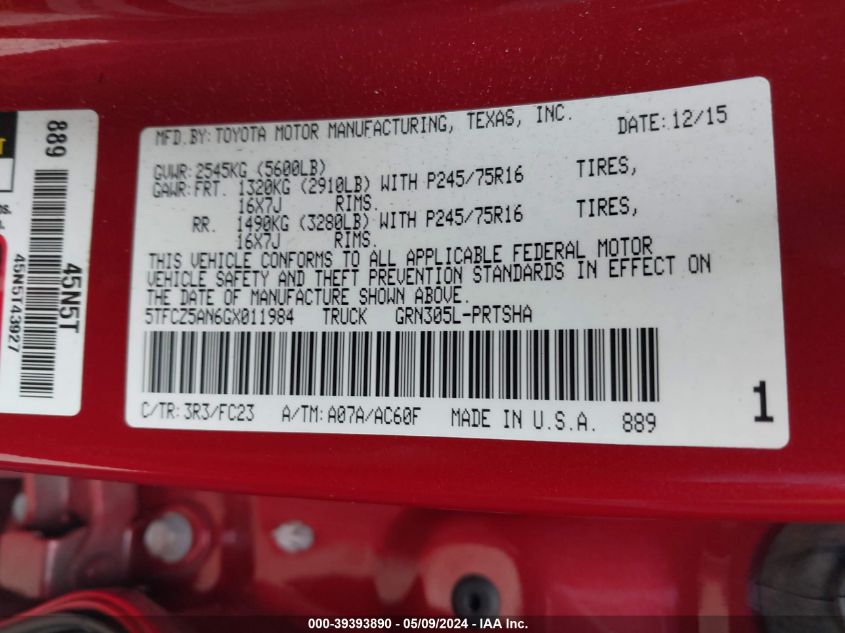 MFD.BY:TOYOTA MOTOR MANUFACTURING, TEXAS, INC. DATE:12/15
GVWR:2545KG (5600LB)
GAWR:FRT. 1320KG (2910LB) WITH P245/75R16 TIRES,
16X7J RIMS.
RR. 1490KG (3280LB) WITH P245/75R16 TIRES,
16X7J RIMS.
THIS VEHICLE CONFORMS TO ALL APPLICABLE FEDERAL MOTOR
VEHICLE SAFETY AND THEFT PREVENTION STANDARDS IN EFFECT ON
THE DATE OF MANUFACTURE SHOWN ABOVE.
5TFCZ5AN6GX011984 TRUCK GRN305L-PRTSHA
C/TR:3R3/FC23 A/TM:A07A/AC60F MADE IN U.S.A. 889
1
889
45N5T
45N5T43927
000-39393890 - 05/09/2024 - IAA Inc.